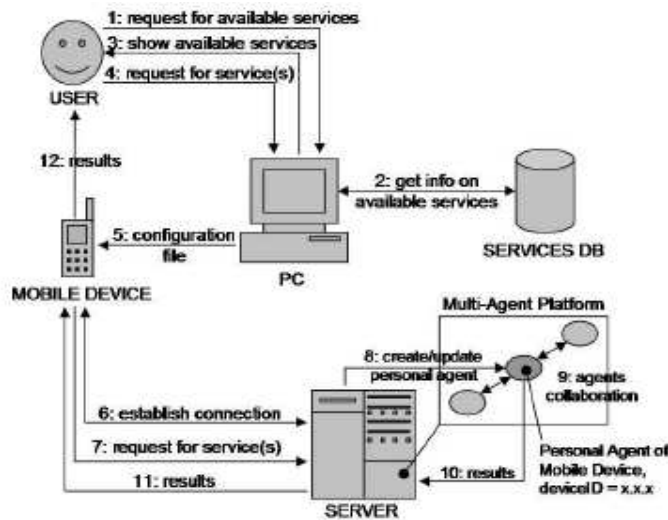 1: request for available services
3: show available services
4: request for service(s)
USER
12: results
2: get info on
available services
5: configuration
file
SERVICES DB
PC
MOBILE DEVICE
Multi-Agent Platform
8: create/update
personal agent
9: agents
collaboration
6: establish connection
7: request for service(s)
10: results
Personal Agent of
Mobile Device,
deviceID = x.x.x
11: results
SERVER